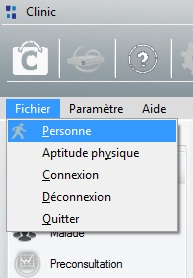 Clinic
Fichier Paramètre Aide
Personne
Aptitude physique
Connexion
Déconnexion
Quitter
Malade
Preconsultation